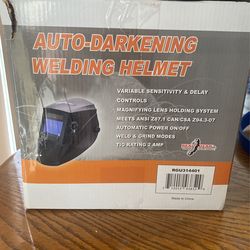 AUTO-DARKENING
WELDING HELMET
VARIABLE SENSITIVITY & DELAY
CONTROLS
MAGNIFYING LENS HOLDING SYSTEM
MEETS ANSI Z87.1 CAN/CSA Z94.3-07
AUTOMATIC POWER ON/OFF
WELD & GRIND MODES
TIG RATING 2 AMP
RGU314401
Made in China